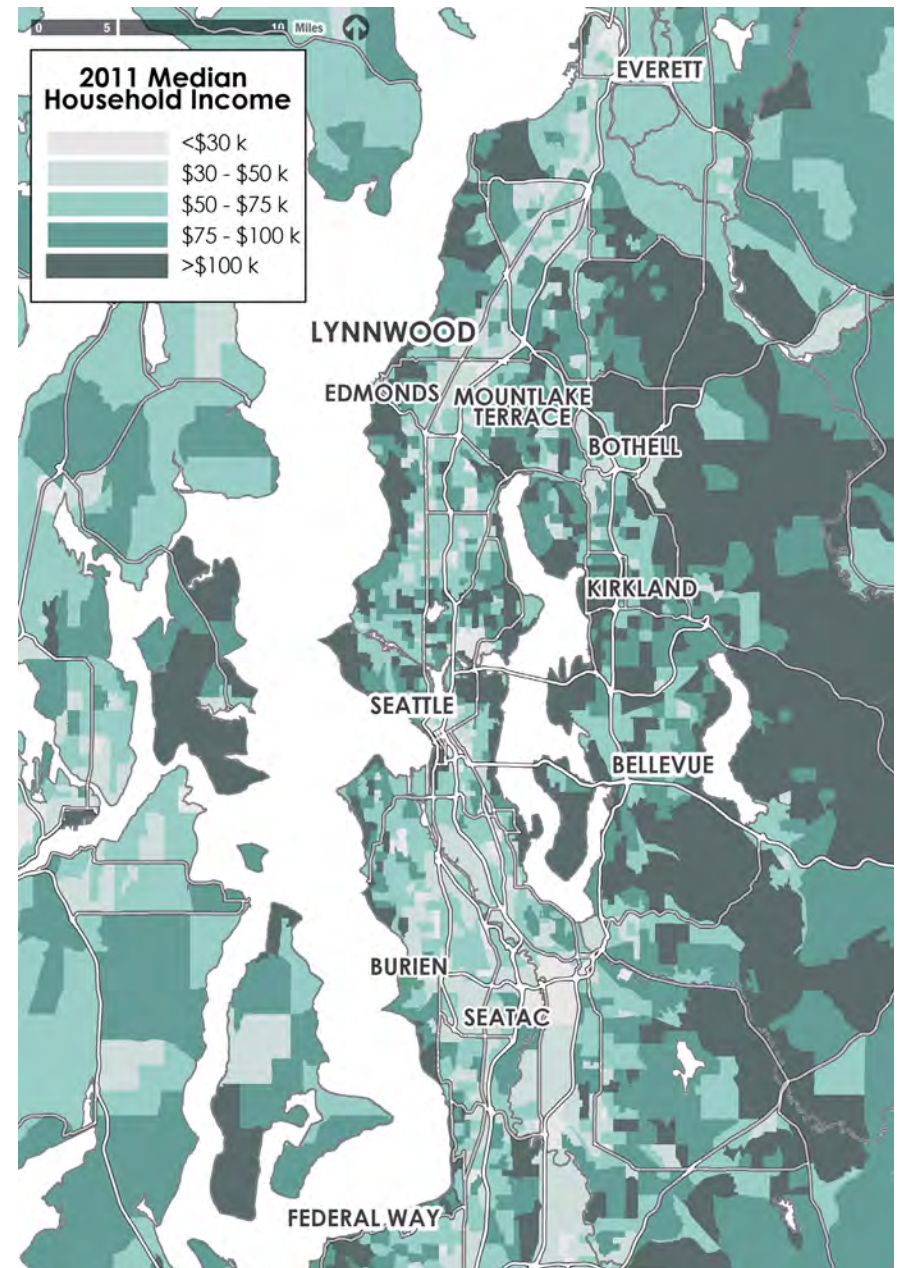 0 5 10 Miles
2011 Median
Household Income
<$30 k
$30 - $50 k
$50 - $75 k
$75 - $100 k
>$100 k
EVERETT
LYNNWOOD
EDMONDS
MOUNTLAKE
TERRACE
BOTHELL
KIRKLAND
SEATTLE
BELLEVUE
BURIEN
SEATAC
FEDERAL WAY